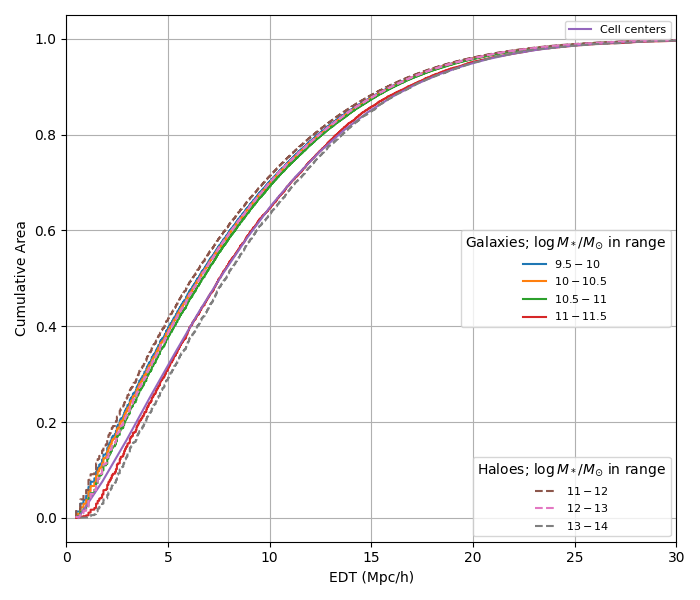 Cell centers
1.0
0.8
0.6
0.4
0.2
0.0
Cumulative Area
Galaxies; log M*/M⊙ in range
9.5 − 10
10 − 10.5
10.5 − 11
11 − 11.5
Haloes; log M*/M⊙ in range
11 − 12
12 − 13
13 − 14
0 5 10 15 20 25 30
EDT (Mpc/h)